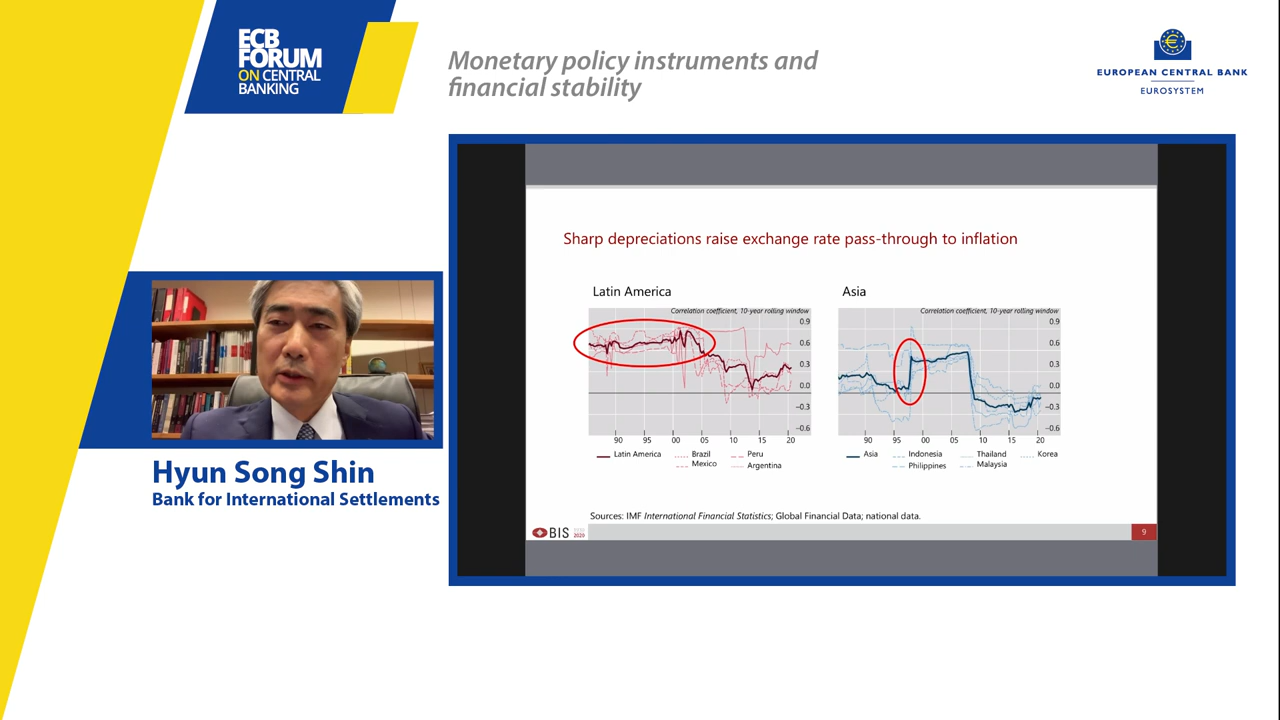 ECB
FORUM
ON CENTRAL
BANKING
Monetary policy instruments and
financial stability
EUROPEAN CENTRAL BANK
EUROSYSTEM
Sharp depreciations raise exchange rate pass-through to inflation
Latin America
Correlation coefficient, 10-year rolling window
0.9
0.6
0.3
0.0
–0.3
–0.6
90 95 00 05 10 15 20
Latin America
Brazil
Mexico
Peru
Argentina
Asia
Correlation coefficient, 10-year rolling window
0.9
0.6
0.3
0.0
–0.3
–0.6
90 95 00 05 10 15 20
Asia
Indonesia
Philippines
Thailand
Malaysia
Korea
Sources: IMF International Financial Statistics; Global Financial Data; national data.
BIS
2020
9
Hyun Song Shin
Bank for International Settlements